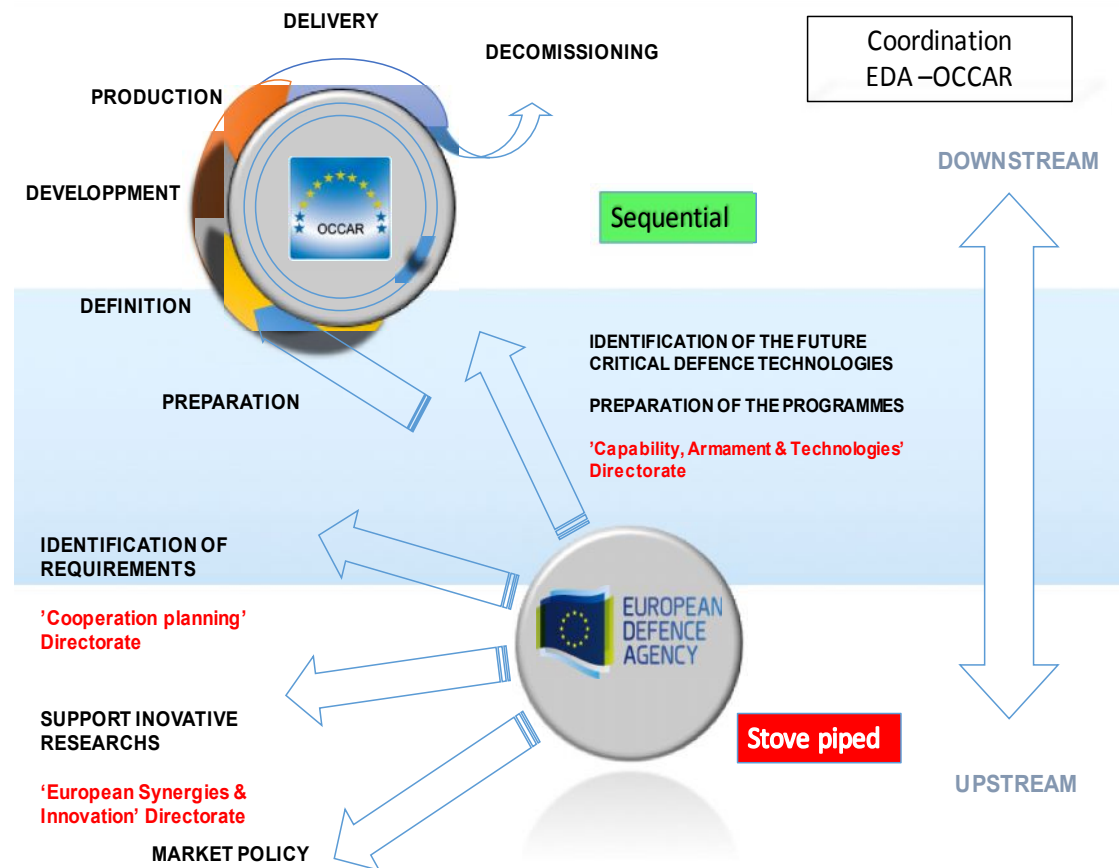 DELIVERY
DECOMISSIONING
Coordination
EDA –OCCAR
PRODUCTION
DOWNSTREAM
DEVELOPPMENT
OCCAR
Sequential
DEFINITION
IDENTIFICATION OF THE FUTURE
CRITICAL DEFENCE TECHNOLOGIES
PREPARATION
PREPARATION OF THE PROGRAMMES
’Capability, Armament & Technologies’
Directorate
IDENTIFICATION OF
REQUIREMENTS
’Cooperation planning’
Directorate
EUROPEAN
DEFENCE
AGENCY
SUPPORT INOVATIVE
RESEARCHS
Stove piped
‘European Synergies &
Innovation’ Directorate
UPSTREAM
MARKET POLICY